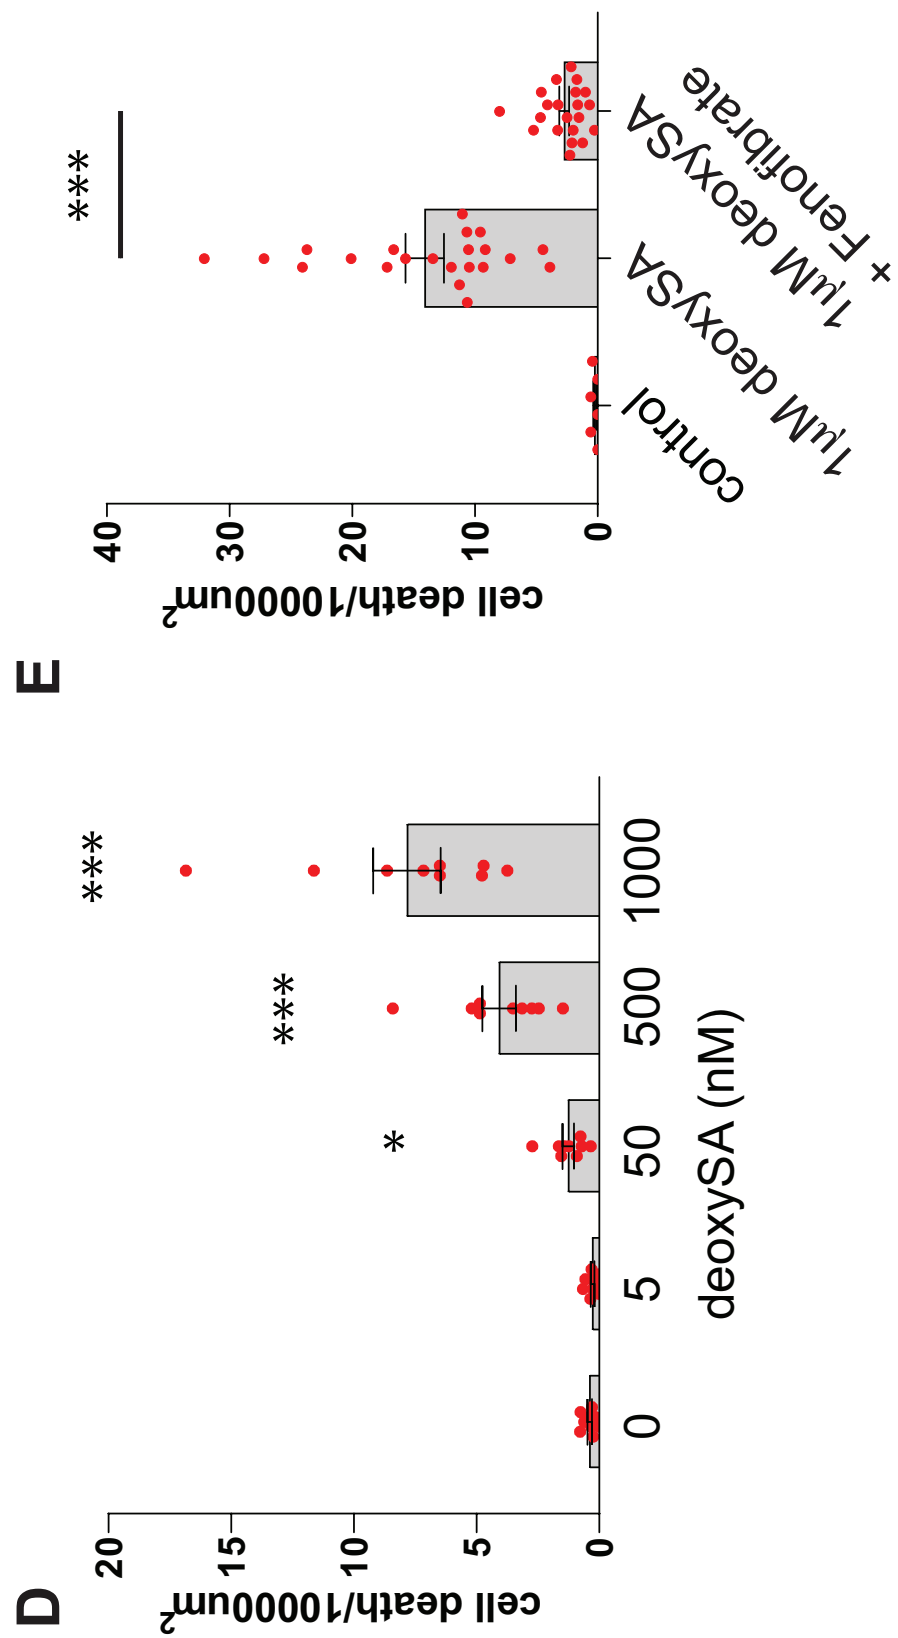 D
cell death/10000um²
20
15
10
5
0
*
***
***
0
5
50
500
1000
deoxySA (nM)
E
cell death/10000um²
40
30
20
10
0
***
control
1µM deoxySA
1µM deoxySA
+ Fenofibrate